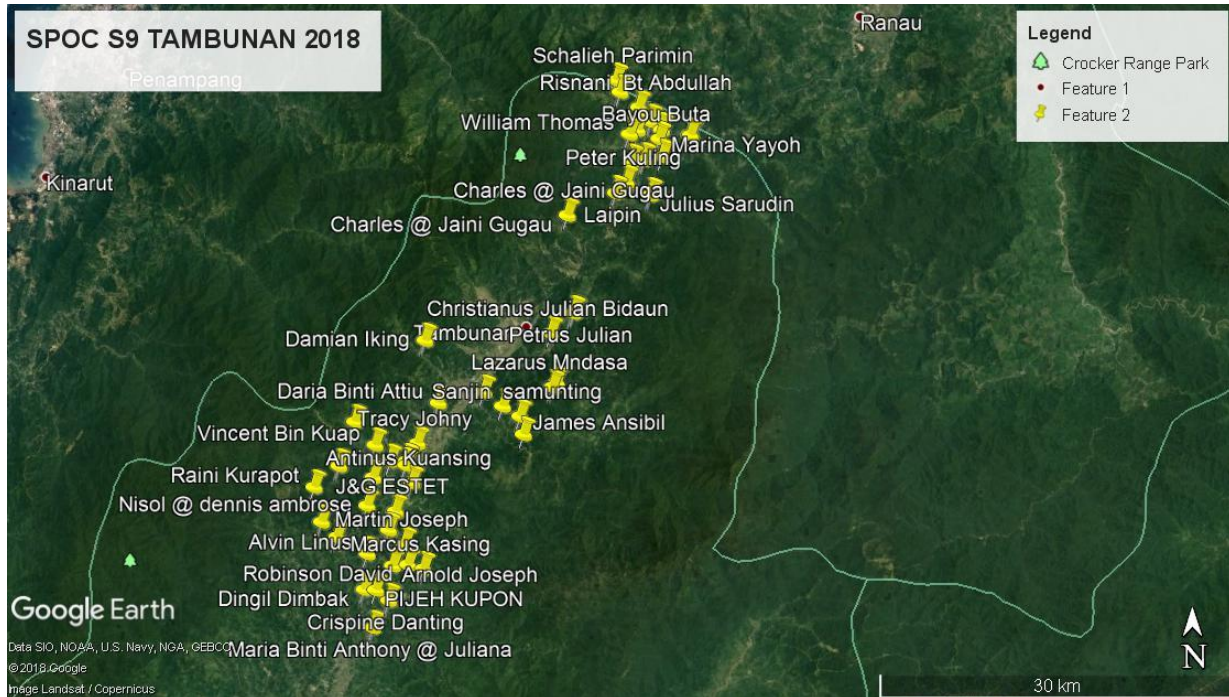 SPOC S9 TAMBUNAN 2018
Penampang
Ranau
Legend
Crocker Range Park
Feature 1
Feature 2
Schalieh Parimin
Risnani Bt Abdullah
Bayou Buta
William Thomas
Marina Yayoh
Peter Kuling
Kinarut
Charles @ Jaini Gugau
Julius Sarudin
Laipin
Charles @ Jaini Gugau
Christianus Julian Bidaun
Damian Iking
Tambunan
Petrus Julian
Lazarus Mndasa
Daria Binti Attiu
Sanjin samunting
Tracy Johny
James Ansibil
Vincent Bin Kuap
Antinus Kuansing
Raini Kurapot
J&G ESTET
Nisol @ dennis ambrose
Martin Joseph
Alvin Linus
Marcus Kasing
Robinson David
Arnold Joseph
Dingil Dimbak
PIJEH KUPON
Crispine Danting
Maria Binti Anthony @ Juliana
Google Earth
Data SIO, NOAA, U.S. Navy, NGA, GEBCO
©2018 Google
Image Landsat / Copernicus
N
30 km